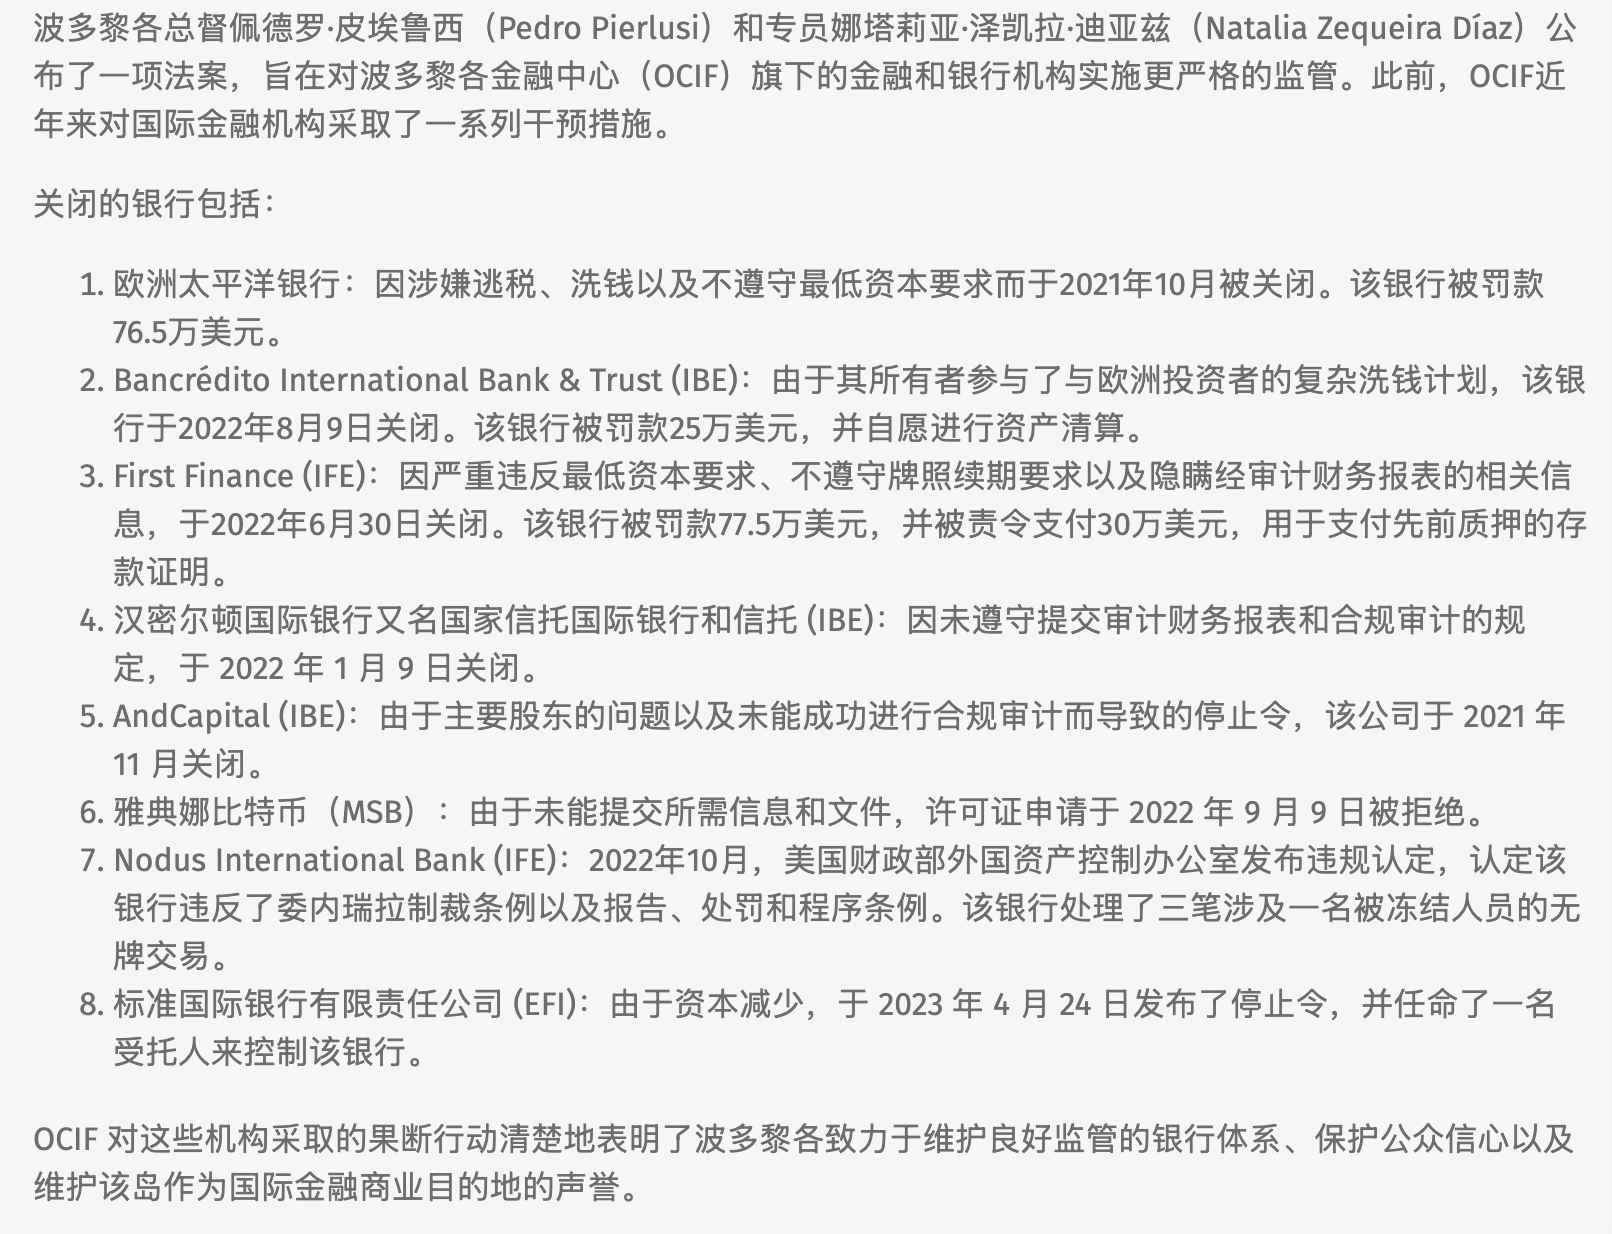 波多黎各总督佩德罗·皮埃鲁西（Pedro Pierlusi）和专员娜塔莉亚·泽凯拉·迪亚兹（Natalia Zequeira Díaz）公
布了一项法案，旨在对波多黎各金融中心（OCIF）旗下的金融和银行机构实施更严格的监管。此前，OCIF近
年来对国际金融机构采取了一系列干预措施。
关闭的银行包括：
1. 欧洲太平洋银行：因涉嫌逃税、洗钱以及不遵守最低资本要求而于2021年10月被关闭。该银行被罚款
76.5万美元。
2. Bancrédito International Bank & Trust (IBE)：由于其所有者参与了与欧洲投资者的复杂洗钱计划，该银
行于2022年8月9日关闭。该银行被罚款25万美元，并自愿进行资产清算。
3. First Finance (IFE)：因严重违反最低资本要求、不遵守牌照续期要求以及隐瞒经审计财务报表的相关信
息，于2022年6月30日关闭。该银行被罚款77.5万美元，并被责令支付30万美元，用于支付先前质押的存
款证明。
4. 汉密尔顿国际银行又名国家信托国际银行和信托 (IBE)：因未遵守提交审计财务报表和合规审计的规
定，于 2022 年 1 月 9 日关闭。
5. AndCapital (IBE)：由于主要股东的问题以及未能成功进行合规审计而导致的停止令，该公司于 2021 年
11 月关闭。
6. 雅典娜比特币（MSB）：由于未能提交所需信息和文件，许可证申请于 2022 年 9 月 9 日被拒绝。
7. Nodus International Bank (IFE)：2022年10月，美国财政部外国资产控制办公室发布违规认定，认定该
银行违反了委内瑞拉制裁条例以及报告、处罚和程序条例。该银行处理了三笔涉及一名被冻结人员的无
牌交易。
8. 标准国际银行有限责任公司 (EFI)：由于资本减少，于 2023 年 4 月 24 日发布了停止令，并任命了一名
受托人来控制该银行。
OCIF 对这些机构采取的果断行动清楚地表明了波多黎各致力于维护良好监管的银行体系、保护公众信心以及
维护该岛作为国际金融商业目的地的声誉。